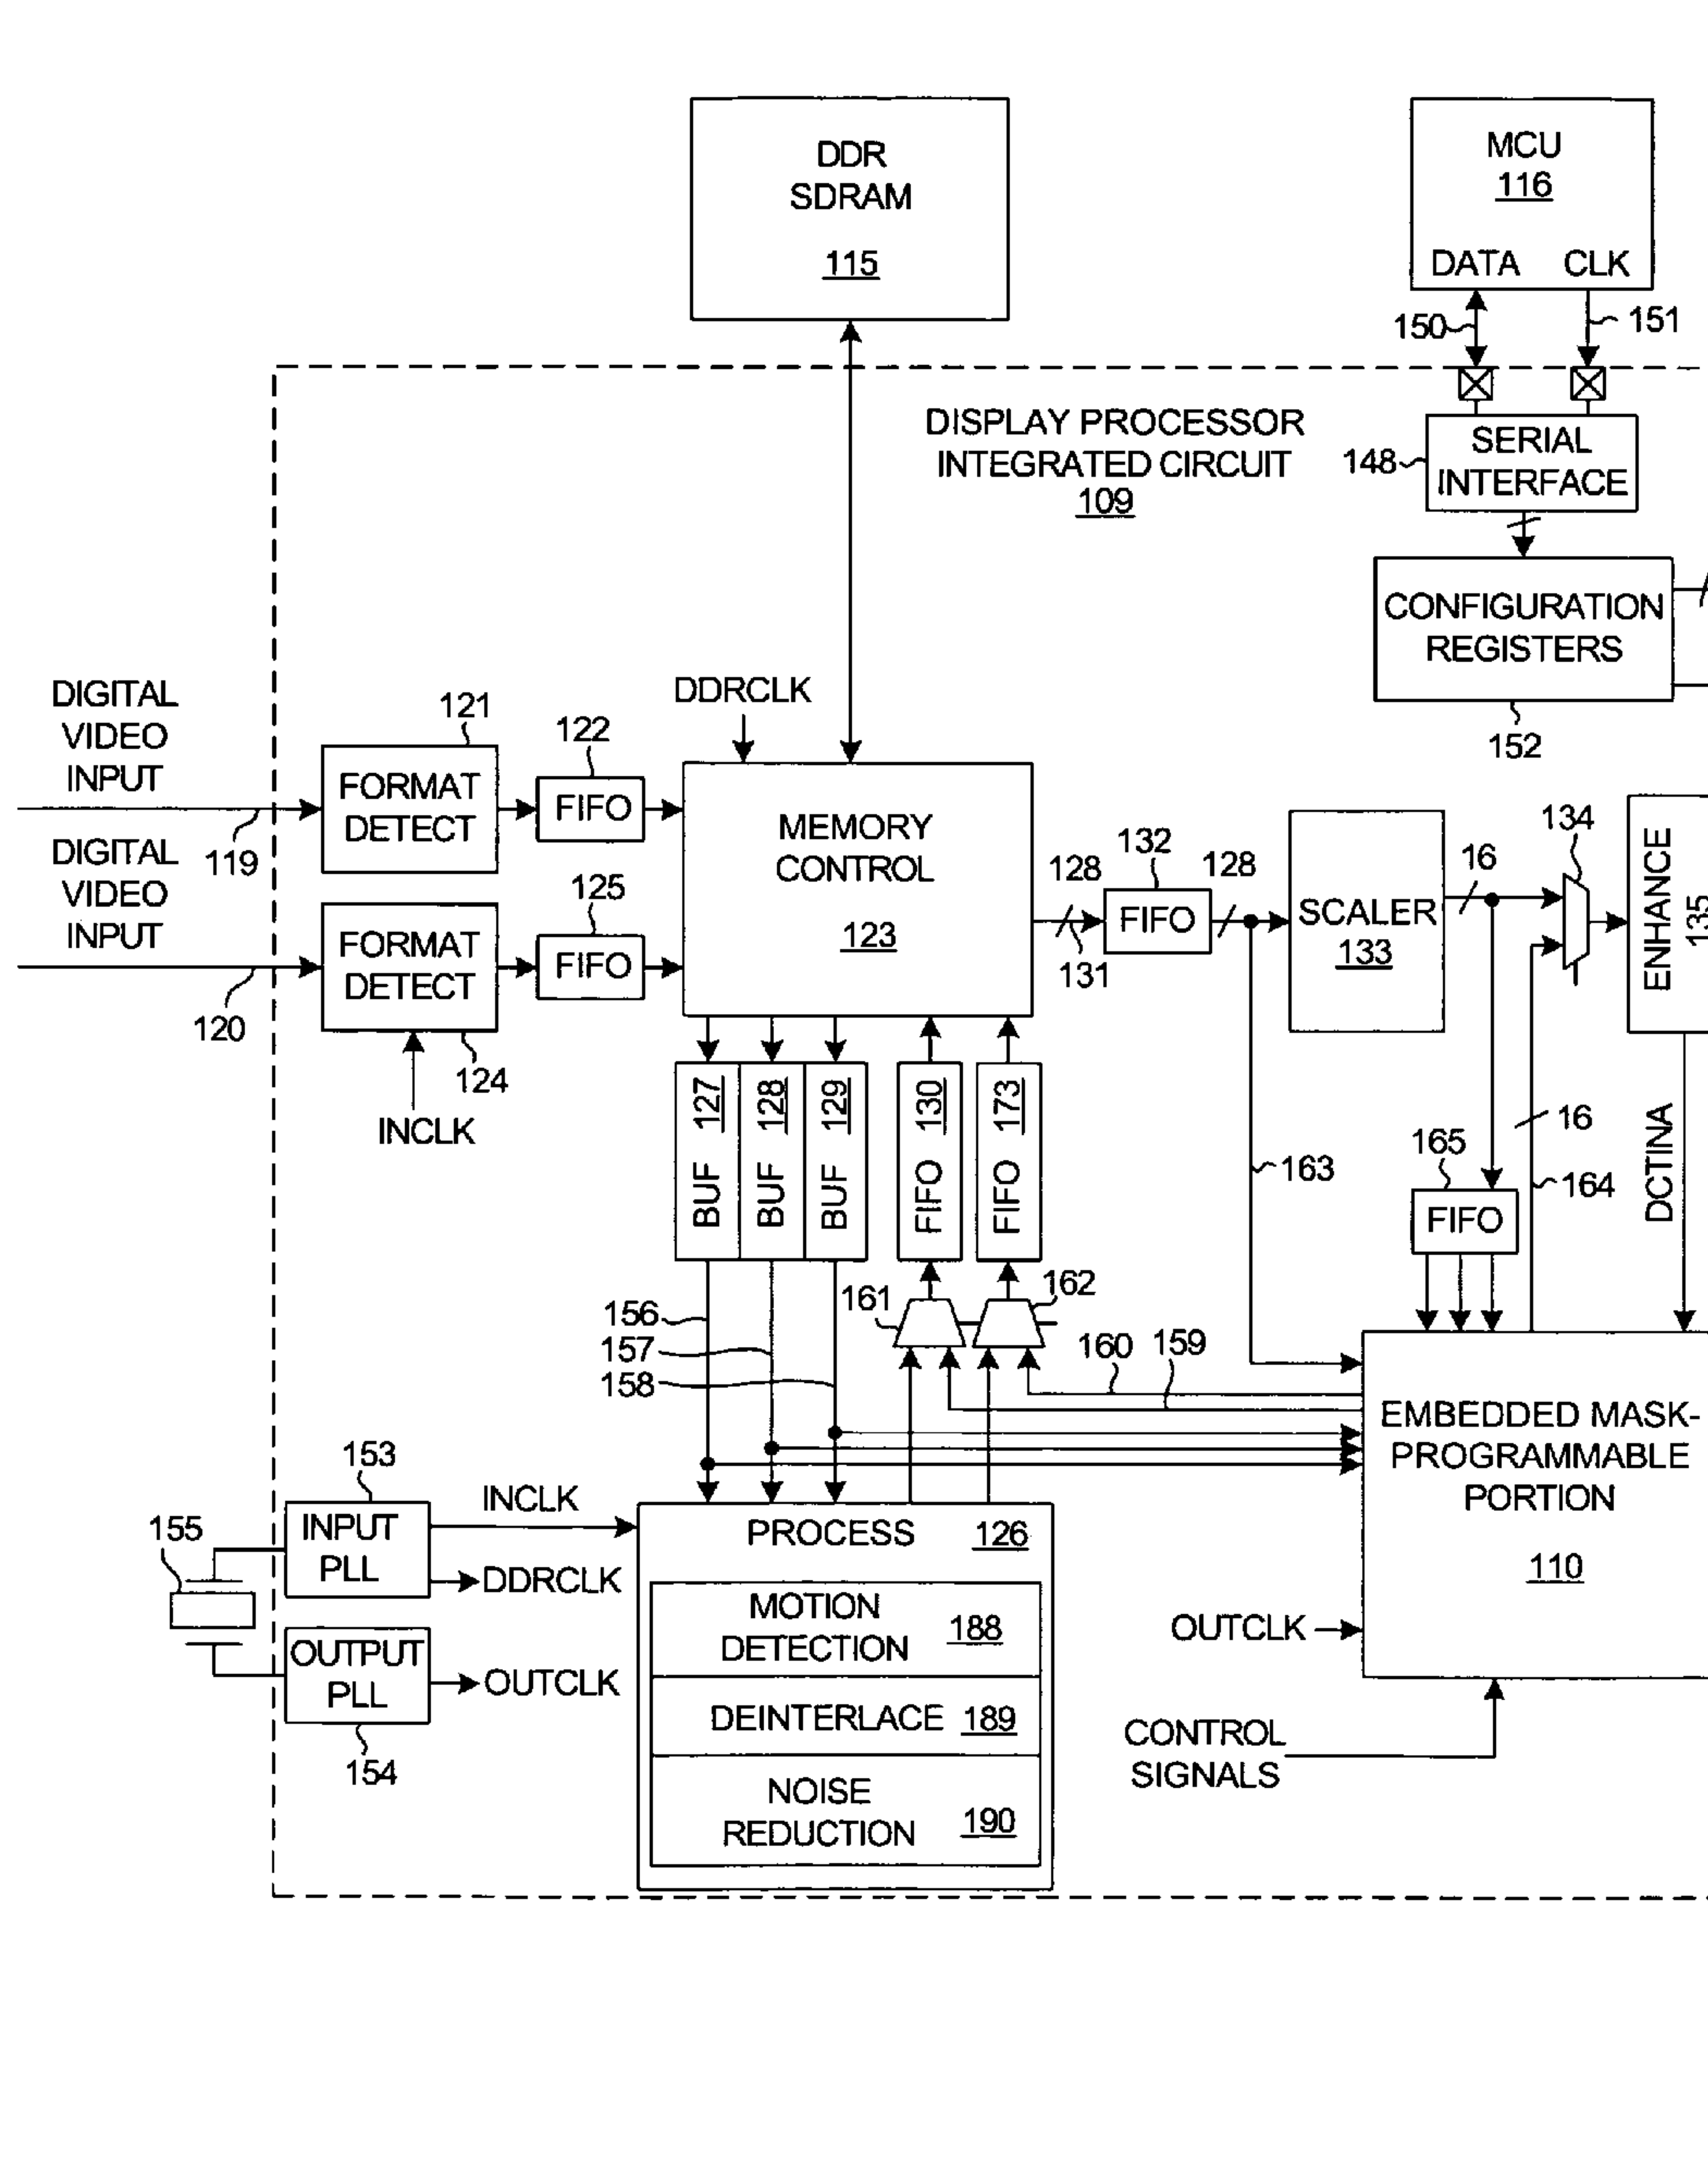 DDR
SDRAM
115
MCU
116
DATA CLK
150
151
DISPLAY PROCESSOR
INTEGRATED CIRCUIT
109
148
SERIAL
INTERFACE
CONFIGURATION
REGISTERS
152
DIGITAL
VIDEO
INPUT
119
DIGITAL
VIDEO
INPUT
120
121
FORMAT
DETECT
122
FIFO
DDRCLK
FORMAT
DETECT
124
INCLK
125
FIFO
MEMORY
CONTROL
123
128
131
132
FIFO
128
SCALER
133
16
134
ENHANCE
135
BUF 127
BUF 128
BUF 129
FIFO 130
FIFO 173
163
165
FIFO
16
164
DCTINA
156
157
158
161
162
160
159
EMBEDDED MASK-
PROGRAMMABLE
PORTION
110
153
INPUT
PLL
INCLK
DDRCLK
155
OUTPUT
PLL
OUTCLK
154
PROCESS 126
MOTION
DETECTION 188
DEINTERLACE 189
NOISE
REDUCTION 190
OUTCLK
CONTROL
SIGNALS